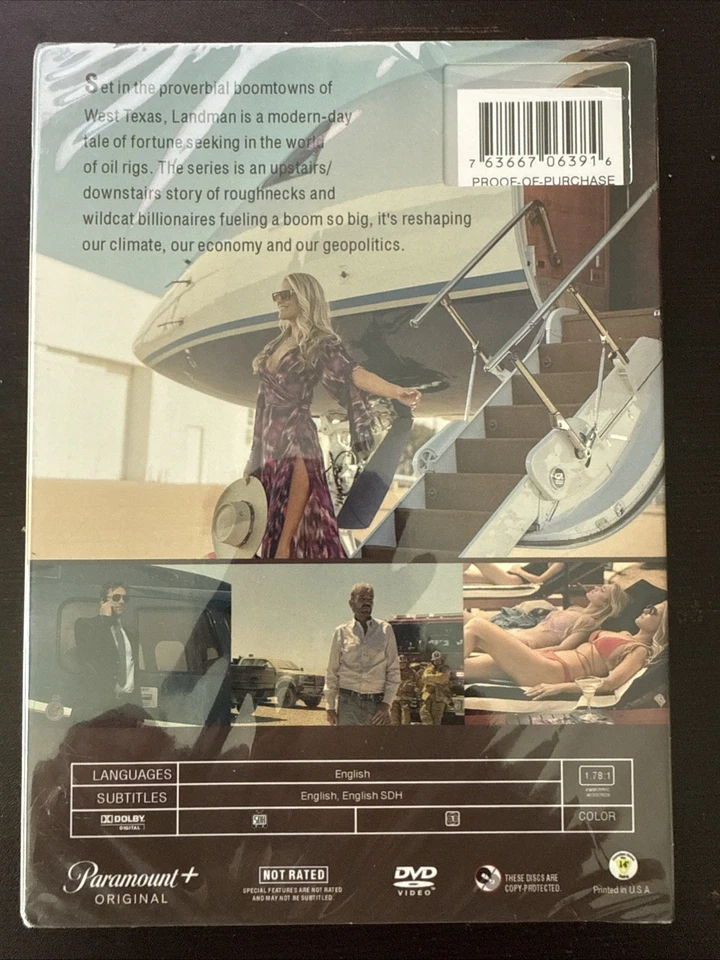 Set in the proverbial boomtowns of
West Texas, Landman is a modern-day
tale of fortune seeking in the world
of oil rigs. The series is an upstairs/
downstairs story of roughnecks and
wildcat billionaires fueling a boom so big, it's reshaping
our climate, our economy and our geopolitics.
7 63667 06391 6
PROOF-OF-PURCHASE
LANGUAGES English 1.78:1
SUBTITLES English, English SDH
DOLBY DIGITAL SDH 1 COLOR
Paramount+
ORIGINAL
NOT RATED
SPECIAL FEATURES ARE NOT RATED
AND MAY NOT BE SUBTITLED.
DVD
VIDEO
THESE DISCS ARE
COPY-PROTECTED.
Printed in U.S.A.